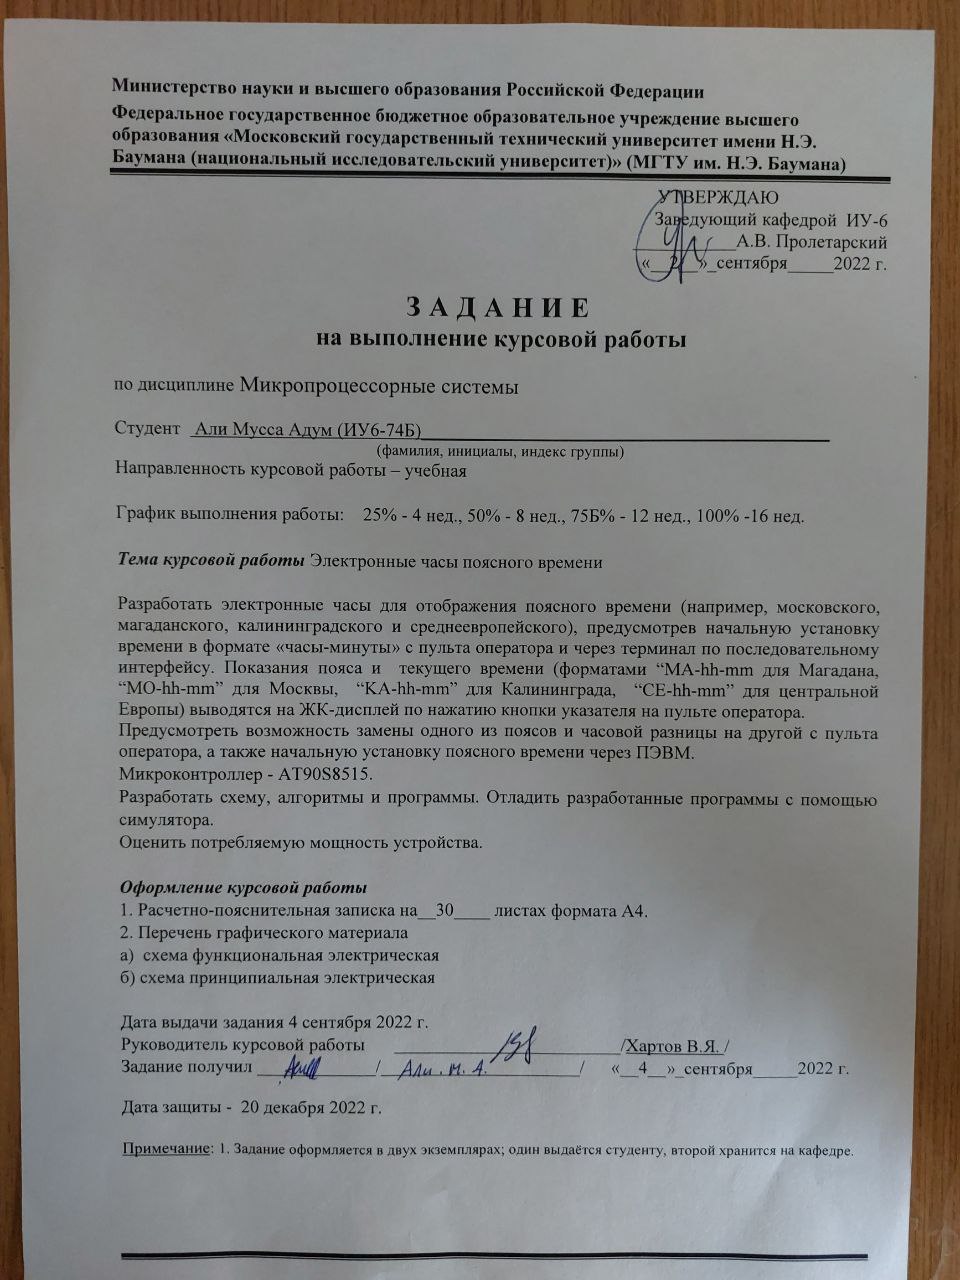 Министерство науки и высшего образования Российской Федерации
Федеральное государственное бюджетное образовательное учреждение высшего
образования «Московский государственный технический университет имени Н.Э.
Баумана (национальный исследовательский университет)» (МГТУ им. Н.Э. Баумана)
УТВЕРЖДАЮ
Заведующий кафедрой ИУ-6
____________А.В. Пролетарский
«__2__»_сентября_____2022 г.
З А Д А Н И Е
на выполнение курсовой работы
по дисциплине Микропроцессорные системы
Студент Али Мусса Адум (ИУ6-74Б)
(фамилия, инициалы, индекс группы)
Направленность курсовой работы – учебная
График выполнения работы: 25% - 4 нед., 50% - 8 нед., 75Б% - 12 нед., 100% -16 нед.
Тема курсовой работы Электронные часы поясного времени
Разработать электронные часы для отображения поясного времени (например, московского,
магаданского, калининградского и среднеевропейского), предусмотрев начальную установку
времени в формате «часы-минуты» с пульта оператора и через терминал по последовательному
интерфейсу. Показания пояса и текущего времени (форматами “MA-hh-mm для Магадана,
“MO-hh-mm” для Москвы, “KA-hh-mm” для Калининграда, “CE-hh-mm” для центральной
Европы) выводятся на ЖК-дисплей по нажатию кнопки указателя на пульте оператора.
Предусмотреть возможность замены одного из поясов и часовой разницы на другой с пульта
оператора, а также начальную установку поясного времени через ПЭВМ.
Микроконтроллер - AT90S8515.
Разработать схему, алгоритмы и программы. Отладить разработанные программы с помощью
симулятора.
Оценить потребляемую мощность устройства.
Оформление курсовой работы
1. Расчетно-пояснительная записка на__30____ листах формата А4.
2. Перечень графического материала
а) схема функциональная электрическая
б) схема принципиальная электрическая
Дата выдачи задания 4 сентября 2022 г.
Руководитель курсовой работы ________________________/Хартов В.Я. /
Задание получил _____________/ Али. М. А. / «__4__»_сентября_____2022 г.
Дата защиты - 20 декабря 2022 г.
Примечание: 1. Задание оформляется в двух экземплярах; один выдаётся студенту, второй хранится на кафедре.